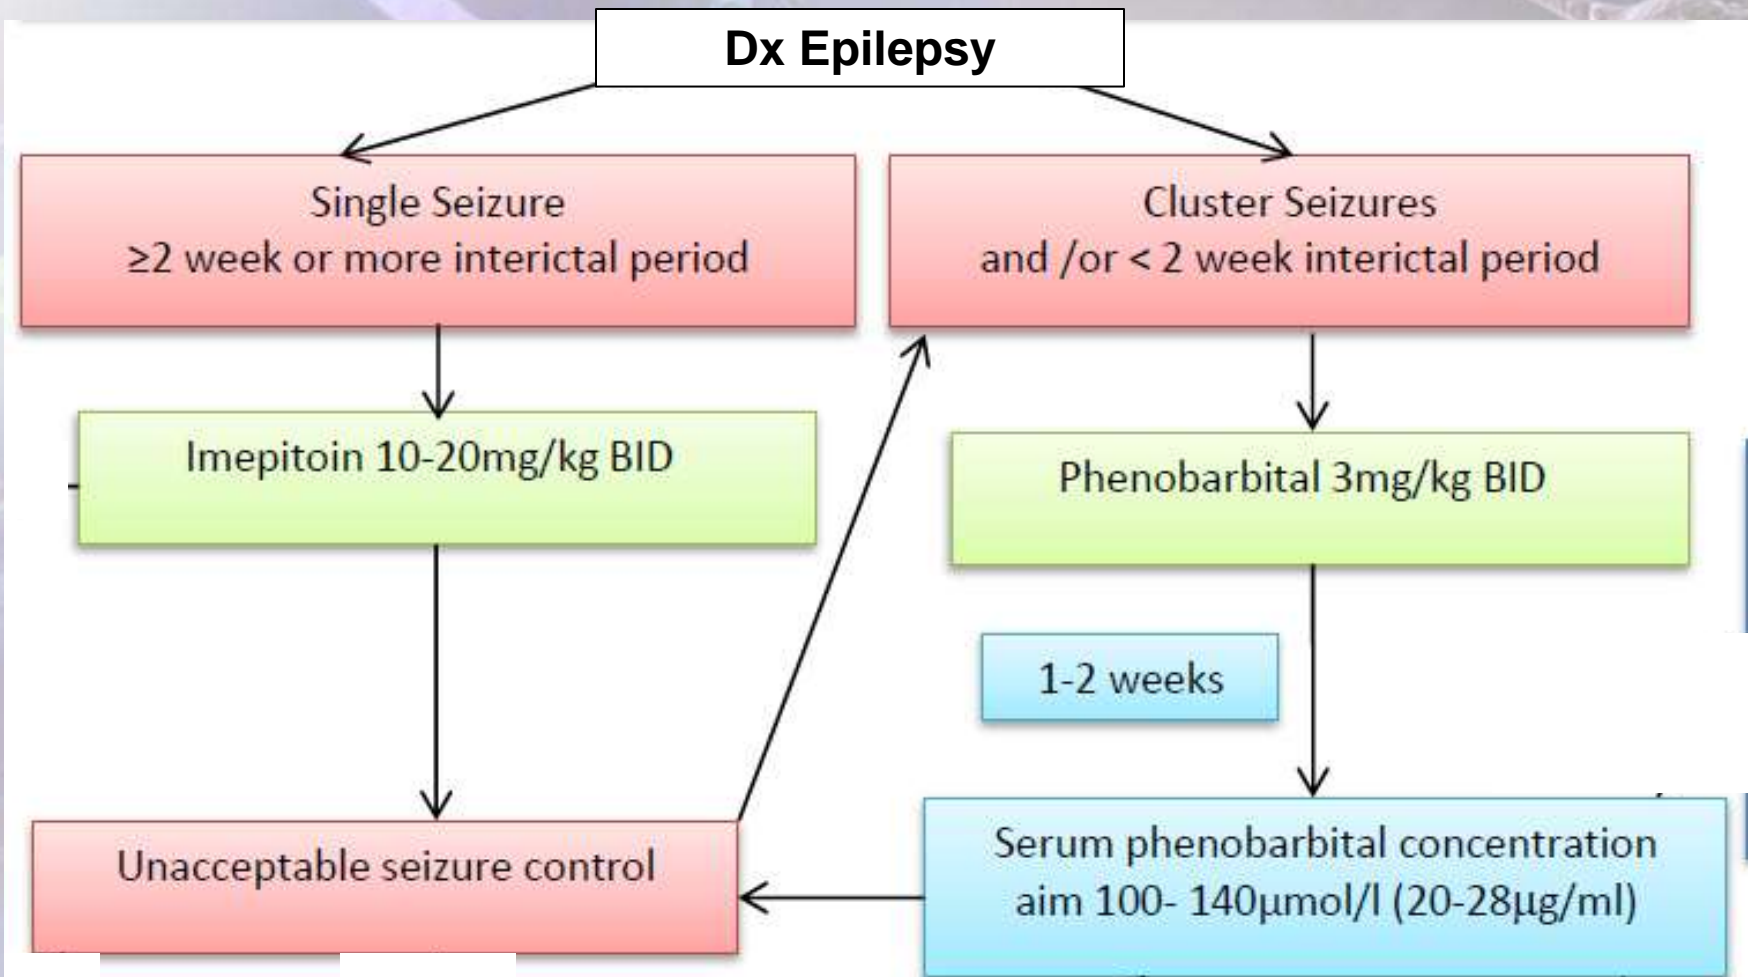 Dx Epilepsy
Single Seizure
≥2 week or more interictal period
Cluster Seizures
and /or < 2 week interictal period
Imepitoin 10-20mg/kg BID
Phenobarbital 3mg/kg BID
1-2 weeks
Unacceptable seizure control
Serum phenobarbital concentration
aim 100- 140µmol/l (20-28µg/ml)